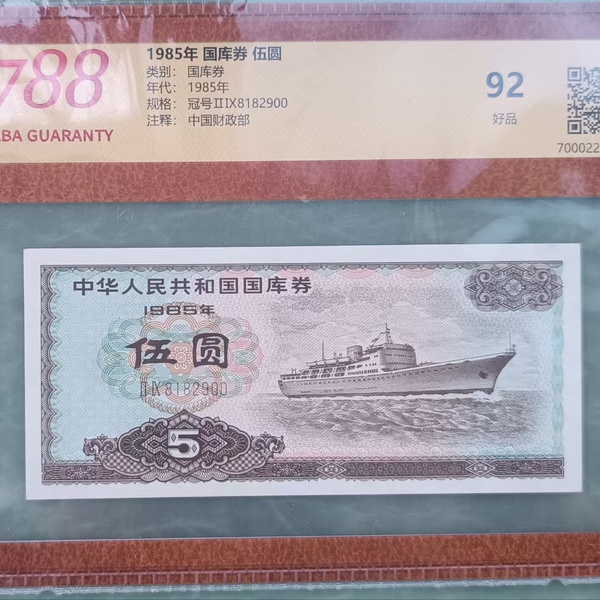 788
BA GUARANTY
1985年 国库券 伍圆
类别： 国库券
年代： 1985年
规格： 冠号ⅡⅨ8182900
注释： 中国财政部
92
好品
700022
中华人民共和国国库券
1985年
伍圆
ⅡⅨ8182900
5